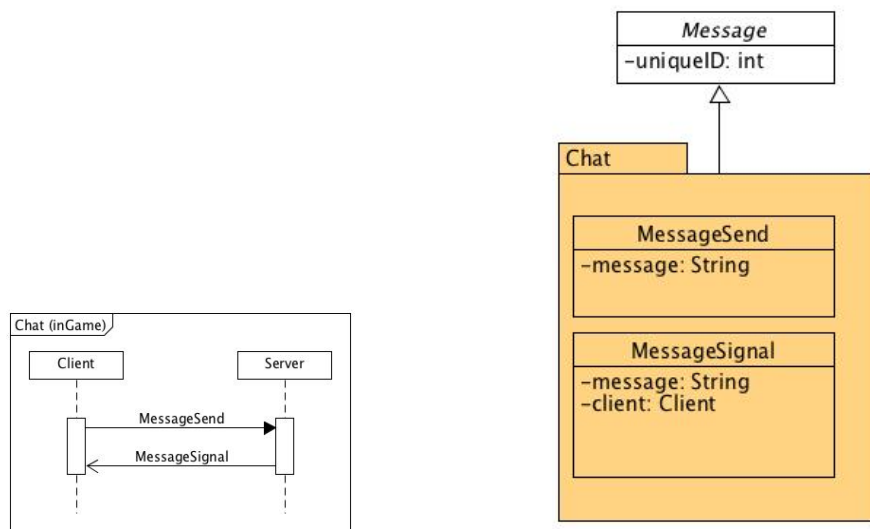 Message
-uniqueID: int
Chat
MessageSend
-message: String
MessageSignal
-message: String
-client: Client
Chat (inGame)
Client
Server
MessageSend
MessageSignal